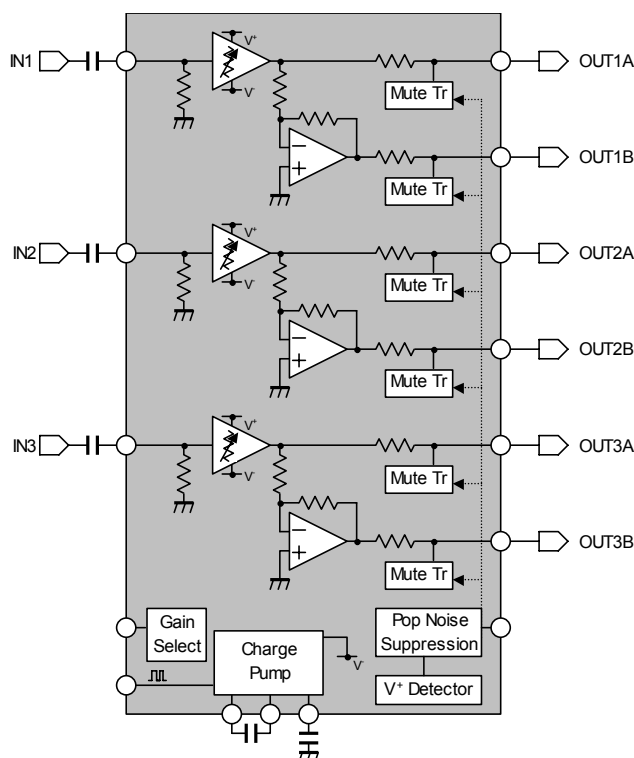 V⁺
IN1
OUT1A
V⁻
Mute Tr
−
+
OUT1B
Mute Tr
V⁺
IN2
OUT2A
V⁻
Mute Tr
−
+
OUT2B
Mute Tr
V⁺
IN3
OUT3A
V⁻
Mute Tr
−
+
OUT3B
Mute Tr
Gain
Select
Pop Noise
Suppression
Charge
Pump
V⁻
V⁺ Detector